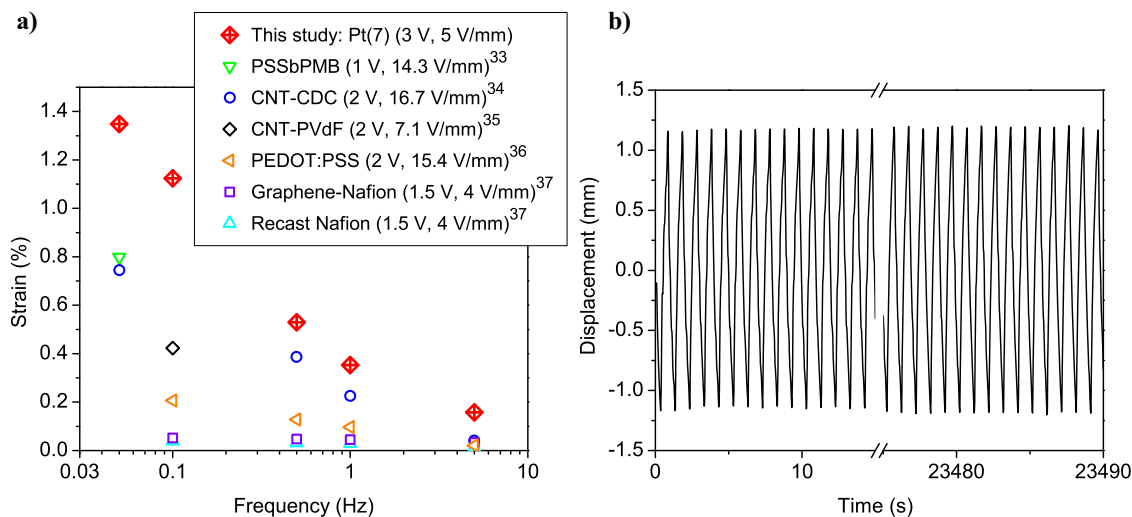 a)
This study: Pt(7) (3 V, 5 V/mm)
PSSbPMB (1 V, 14.3 V/mm)33
CNT-CDC (2 V, 16.7 V/mm)34
CNT-PVdF (2 V, 7.1 V/mm)35
PEDOT:PSS (2 V, 15.4 V/mm)36
Graphene-Nafion (1.5 V, 4 V/mm)37
Recast Nafion (1.5 V, 4 V/mm)37
1.4
1.2
1.0
0.8
0.6
0.4
0.2
0.0
Strain (%)
0.03 0.1 1 10
Frequency (Hz)
b)
1.5
1.0
0.5
0.0
-0.5
-1.0
-1.5
Displacement (mm)
0 10 23480 23490
Time (s)